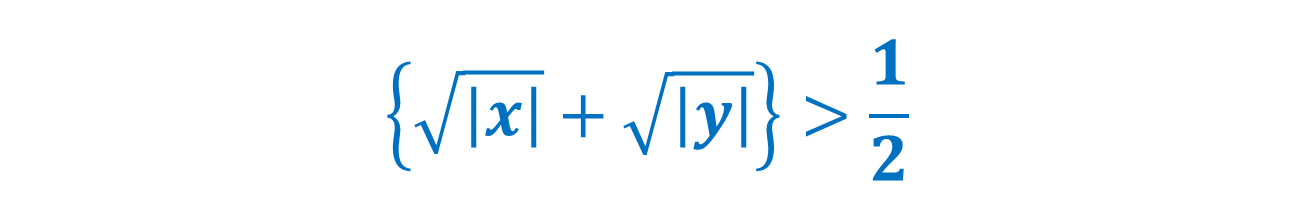 {√|x| + √|y|} > 1/2